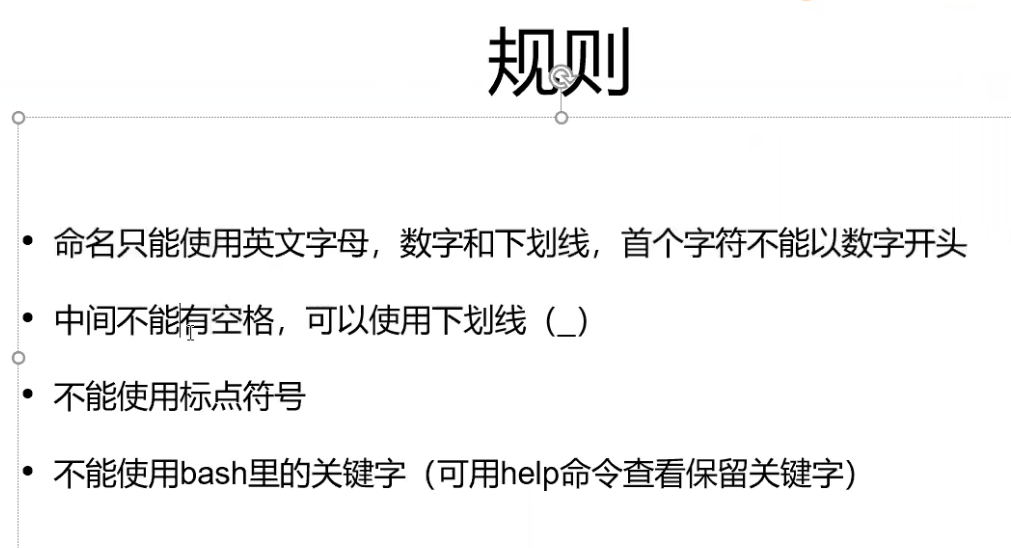 规则
• 命名只能使用英文字母，数字和下划线，首个字符不能以数字开头
• 中间不能有空格，可以使用下划线（_）
• 不能使用标点符号
• 不能使用bash里的关键字（可用help命令查看保留关键字）